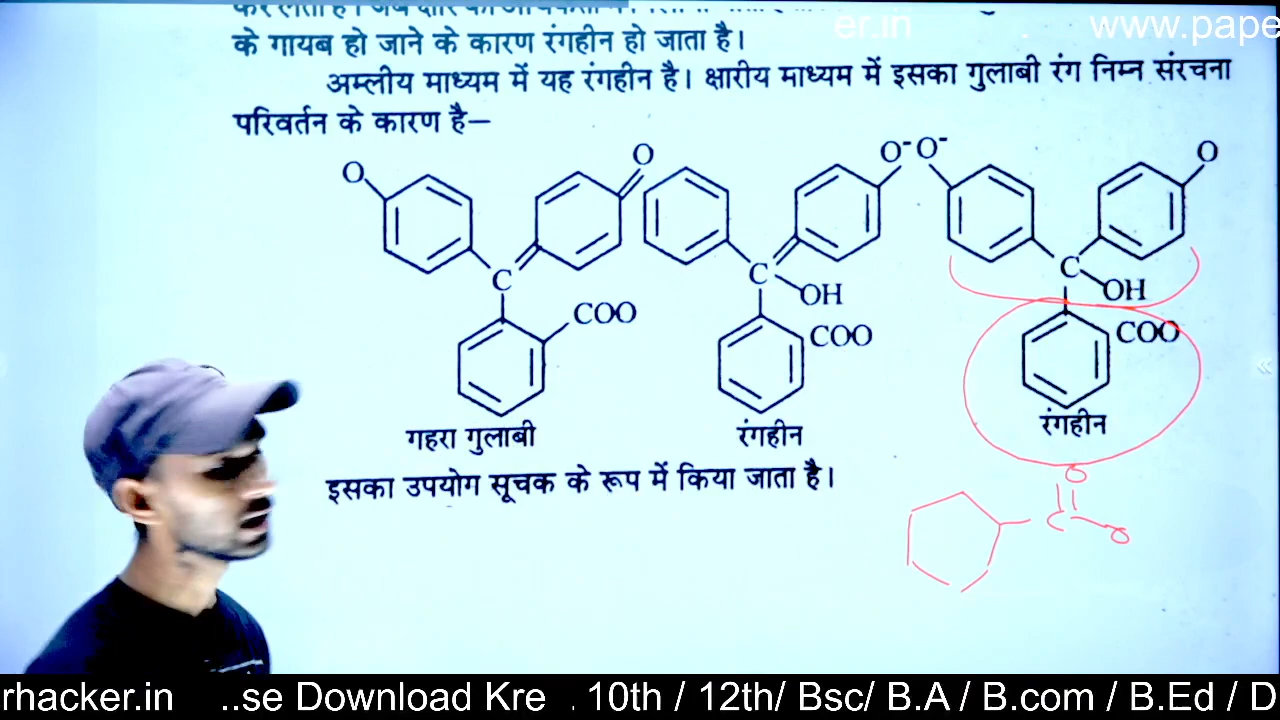 er.in www.pape
के गायब हो जाने के कारण रंगहीन हो जाता है।
अम्लीय माध्यम में यह रंगहीन है। क्षारीय माध्यम में इसका गुलाबी रंग निम्न संरचना
परिवर्तन के कारण है—
O O O⁻ O⁻ O
C C OH C OH
COO COO COO
गहरा गुलाबी रंगहीन रंगहीन
इसका उपयोग सूचक के रूप में किया जाता है।
O
C O
rhacker.in ..se Download Kre . 10th / 12th/ Bsc/ B.A / B.com / B.Ed / D